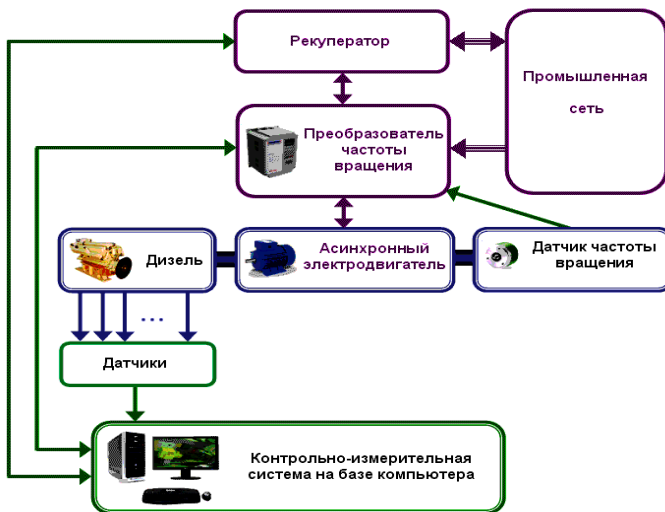 Рекуператор
Промышленная
сеть
Преобразователь
частоты
вращения
Дизель
Асинхронный
электродвигатель
Датчик частоты
вращения
...
Датчики
Контрольно-измерительная
система на базе компьютера